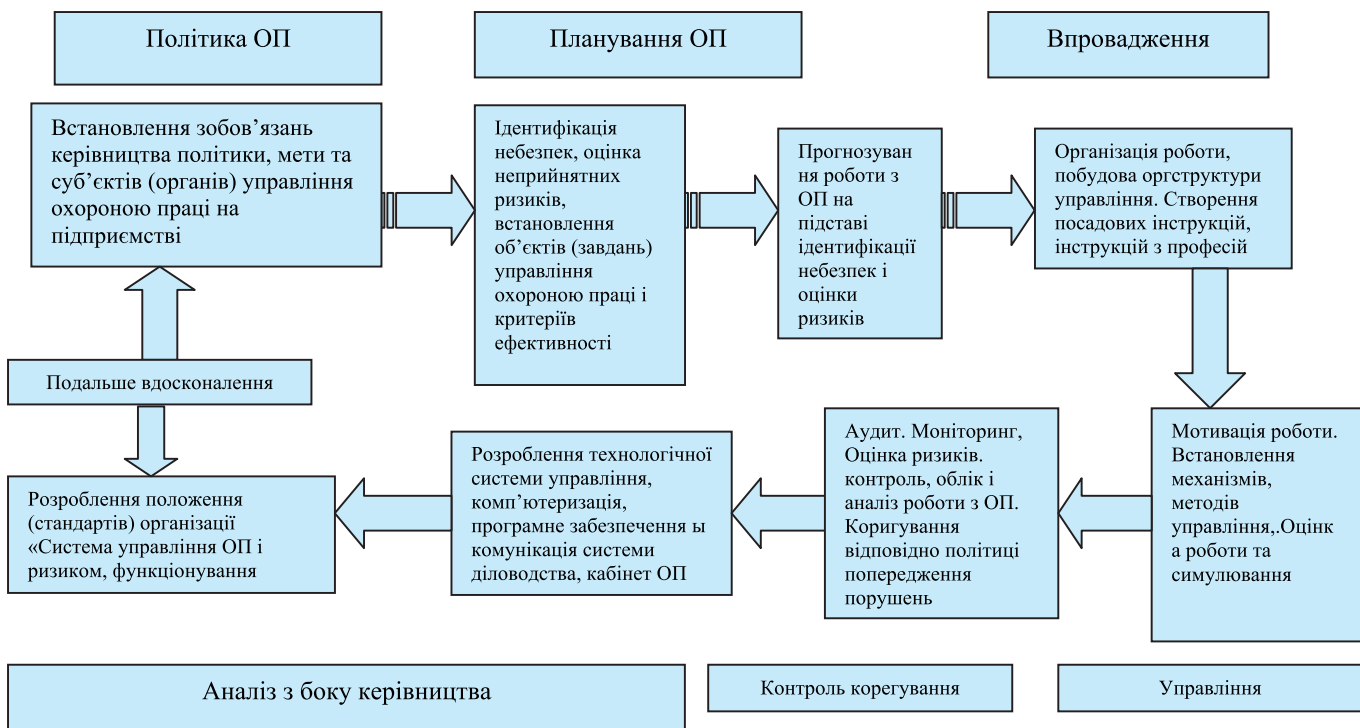 Політика ОП
Планування ОП
Впровадження
Встановлення зобов’язань
керівництва політики, мети та
суб’єктів (органів) управління
охороною праці на
підприємстві
Ідентифікація
небезпек, оцінка
неприйнятних
ризиків,
встановлення
об’єктів (завдань)
управління
охороною праці і
критеріїв
ефективності
Прогнозуван
ня роботи з
ОП на
підставі
ідентифікації
небезпек і
оцінки
ризиків
Організація роботи,
побудова оргструктури
управління. Створення
посадових інструкцій,
інструкцій з професій
Подальше вдосконалення
Розроблення положення
(стандартів) організації
«Система управління ОП і
ризиком, функціонування
Розроблення технологічної
системи управління,
комп’ютеризація,
програмне забезпечення ы
комунікація системи
діловодства, кабінет ОП
Аудит. Моніторинг,
Оцінка ризиків.
контроль, облік і
аналіз роботи з ОП.
Коригування
відповідно політиці
попередження
порушень
Мотивація роботи.
Встановлення
механізмів,
методів
управління,.Оцінк
а роботи та
симулювання
Аналіз з боку керівництва
Контроль корегування
Управління